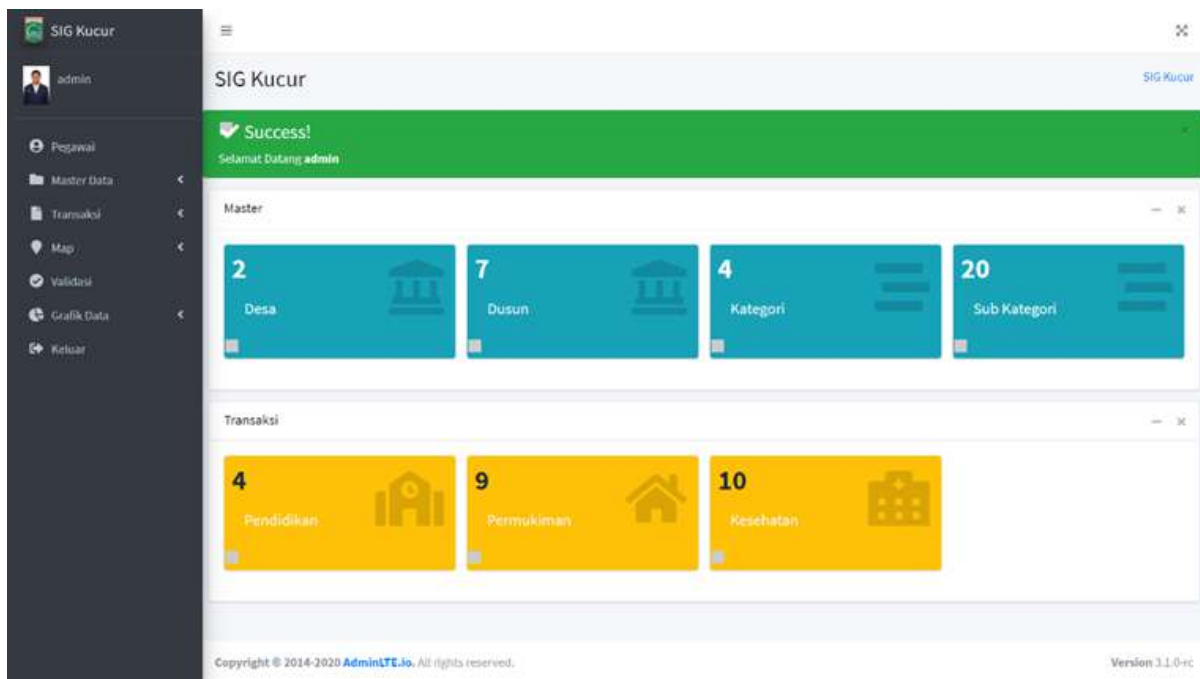 SIG Kucur
admin
Pegawai
Master Data
Transaksi
Map
Validasi
Grafik Data
Keluar
SIG Kucur
SIG Kucur
Success!
Selamat Datang admin
Master
2
Desa
7
Dusun
4
Kategori
20
Sub Kategori
Transaksi
4
Pendidikan
9
Permukiman
10
Kesehatan
Copyright © 2014-2020 AdminLTE.io. All rights reserved.
Version 3.1.0-rc